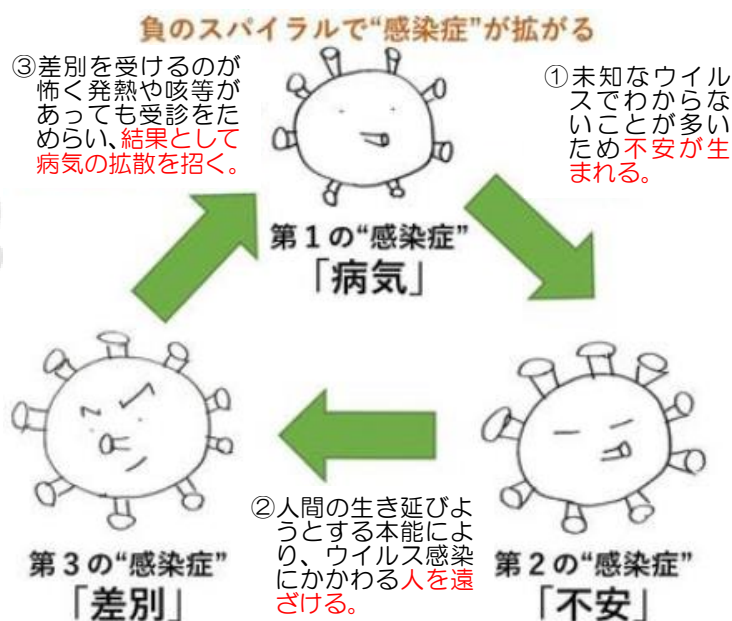 負のスパイラルで“感染症”が拡がる
③差別を受けるのが
怖く発熱や咳等が
あっても受診をた
めらい、結果として
病気の拡散を招く。
①未知なウイル
スでわからな
いことが多い
ため不安が生
まれる。
第1の“感染症”
「病気」
②人間の生き延びよ
うとする本能によ
り、ウイルス感染
にかかわる人を遠
ざける。
第3の“感染症”
「差別」
第2の“感染症”
「不安」